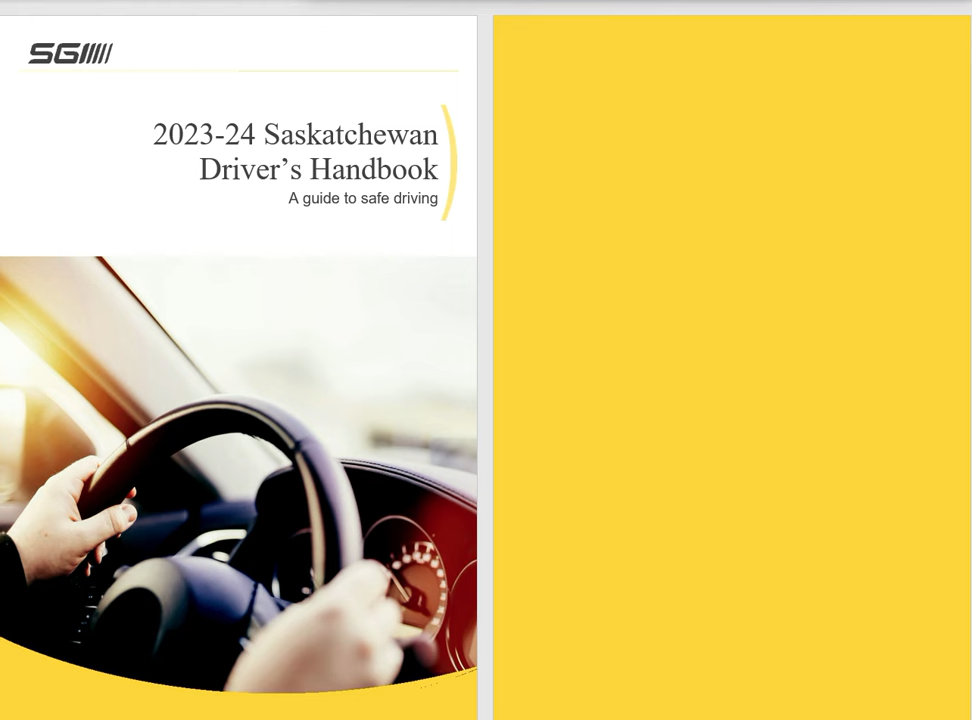 SGI
2023-24 Saskatchewan
Driver's Handbook
A guide to safe driving